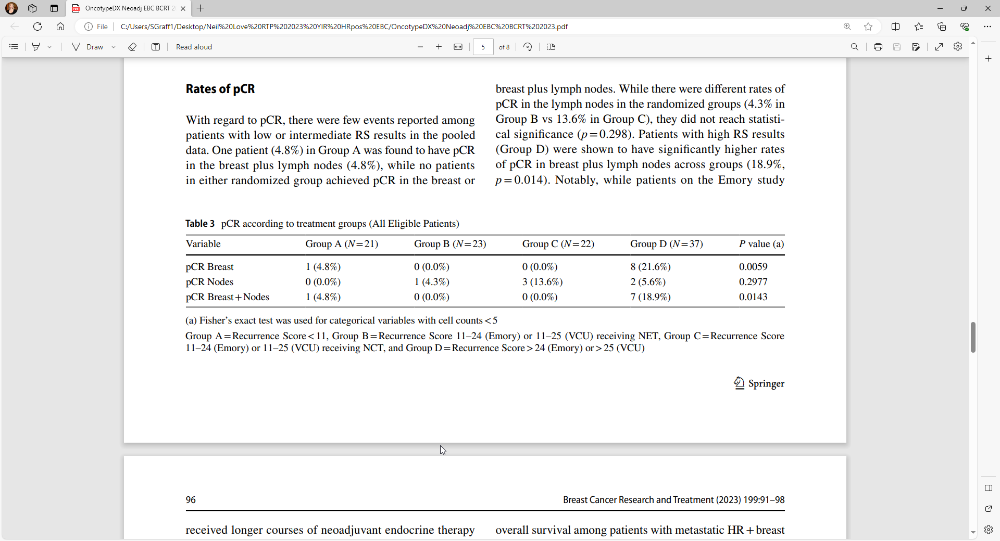 OncotypeDX Neoadj EBC BCRT 2
File
C:/Users/SGraff1/Desktop/Neil%20Love%20RTP%202023%20YIR%20HRpos%20EBC/OncotypeDX%20Neoadj%20EBC%20BCRT%202023.pdf
Draw
Read aloud
5 of 8
Rates of pCR
With regard to pCR, there were few events reported among
patients with low or intermediate RS results in the pooled
data. One patient (4.8%) in Group A was found to have pCR
in the breast plus lymph nodes (4.8%), while no patients
in either randomized group achieved pCR in the breast or
breast plus lymph nodes. While there were different rates of
pCR in the lymph nodes in the randomized groups (4.3% in
Group B vs 13.6% in Group C), they did not reach statisti-
cal significance (p=0.298). Patients with high RS results
(Group D) were shown to have significantly higher rates
of pCR in breast plus lymph nodes across groups (18.9%,
p=0.014). Notably, while patients on the Emory study
Table 3 pCR according to treatment groups (All Eligible Patients)
Variable Group A (N=21) Group B (N=23) Group C (N=22) Group D (N=37) P value (a)
pCR Breast 1 (4.8%) 0 (0.0%) 0 (0.0%) 8 (21.6%) 0.0059
pCR Nodes 0 (0.0%) 1 (4.3%) 3 (13.6%) 2 (5.6%) 0.2977
pCR Breast+Nodes 1 (4.8%) 0 (0.0%) 0 (0.0%) 7 (18.9%) 0.0143
(a) Fisher's exact test was used for categorical variables with cell counts<5
Group A=Recurrence Score<11, Group B=Recurrence Score 11–24 (Emory) or 11–25 (VCU) receiving NET, Group C=Recurrence Score
11–24 (Emory) or 11–25 (VCU) receiving NCT, and Group D=Recurrence Score>24 (Emory) or>25 (VCU)
Springer
96 Breast Cancer Research and Treatment (2023) 199:91–98
received longer courses of neoadjuvant endocrine therapy
overall survival among patients with metastatic HR+breast